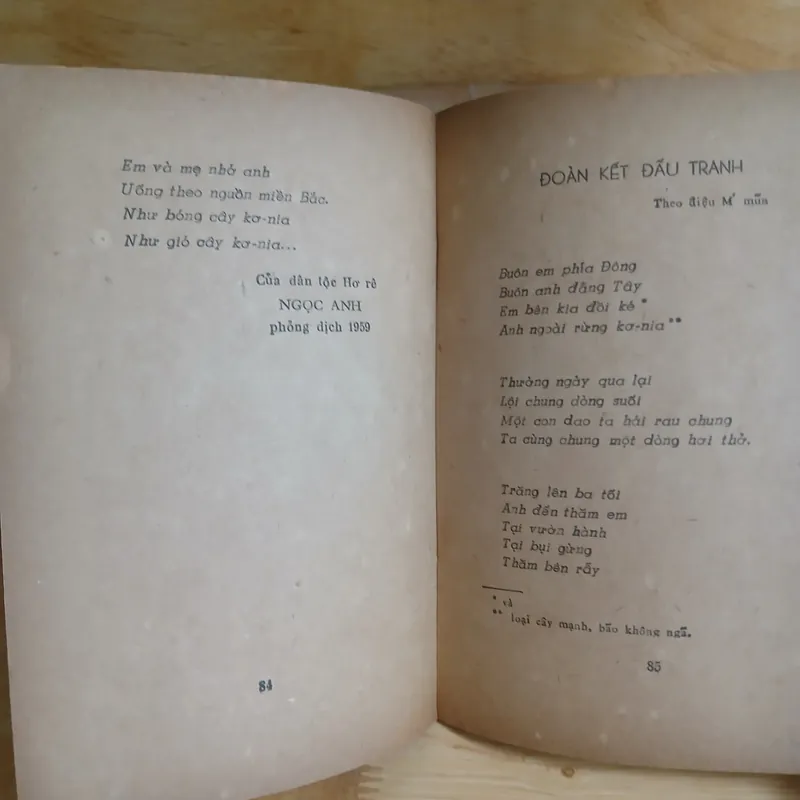 Em và mẹ nhớ anh
Uống theo nguồn miền Bắc.
Như bóng cây kơ-nia
Như gió cây kơ-nia...
Của dân tộc Hơ rê
NGỌC ANH
phỏng dịch 1959
84
ĐOÀN KẾT ĐẤU TRANH
Theo điệu M' muǐn
Buôn em phía Đông
Buôn anh đằng Tây
Em bên kia đồi kẻ *
Anh ngoài rừng kơ-nia **
Thường ngày qua lại
Lội chung dòng suối
Một con dao ta hái rau chung
Ta cùng chung một dòng hơi thở.
Trăng lên ba tối
Anh đến thăm em
Tại vườn hành
Tại bụi gừng
Thăm bên rẫy
* và
** loại cây mạnh, bão không ngã.
85